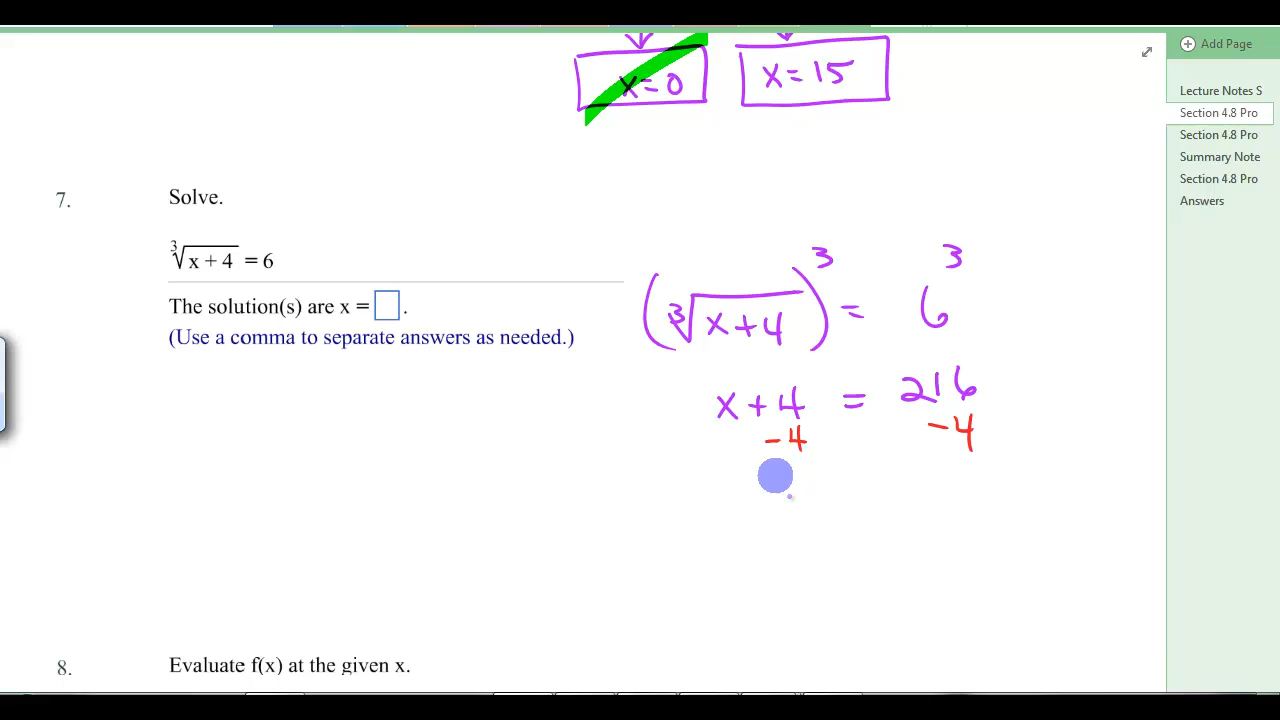 x=0
x=15
Add Page
Lecture Notes S
Section 4.8 Pro
Section 4.8 Pro
Summary Note
Section 4.8 Pro
Answers
7. Solve.
∛(x + 4) = 6
The solution(s) are x = .
(Use a comma to separate answers as needed.)
(∛(x+4))³ = 6³
x+4 = 216
-4 -4
8. Evaluate f(x) at the given x.